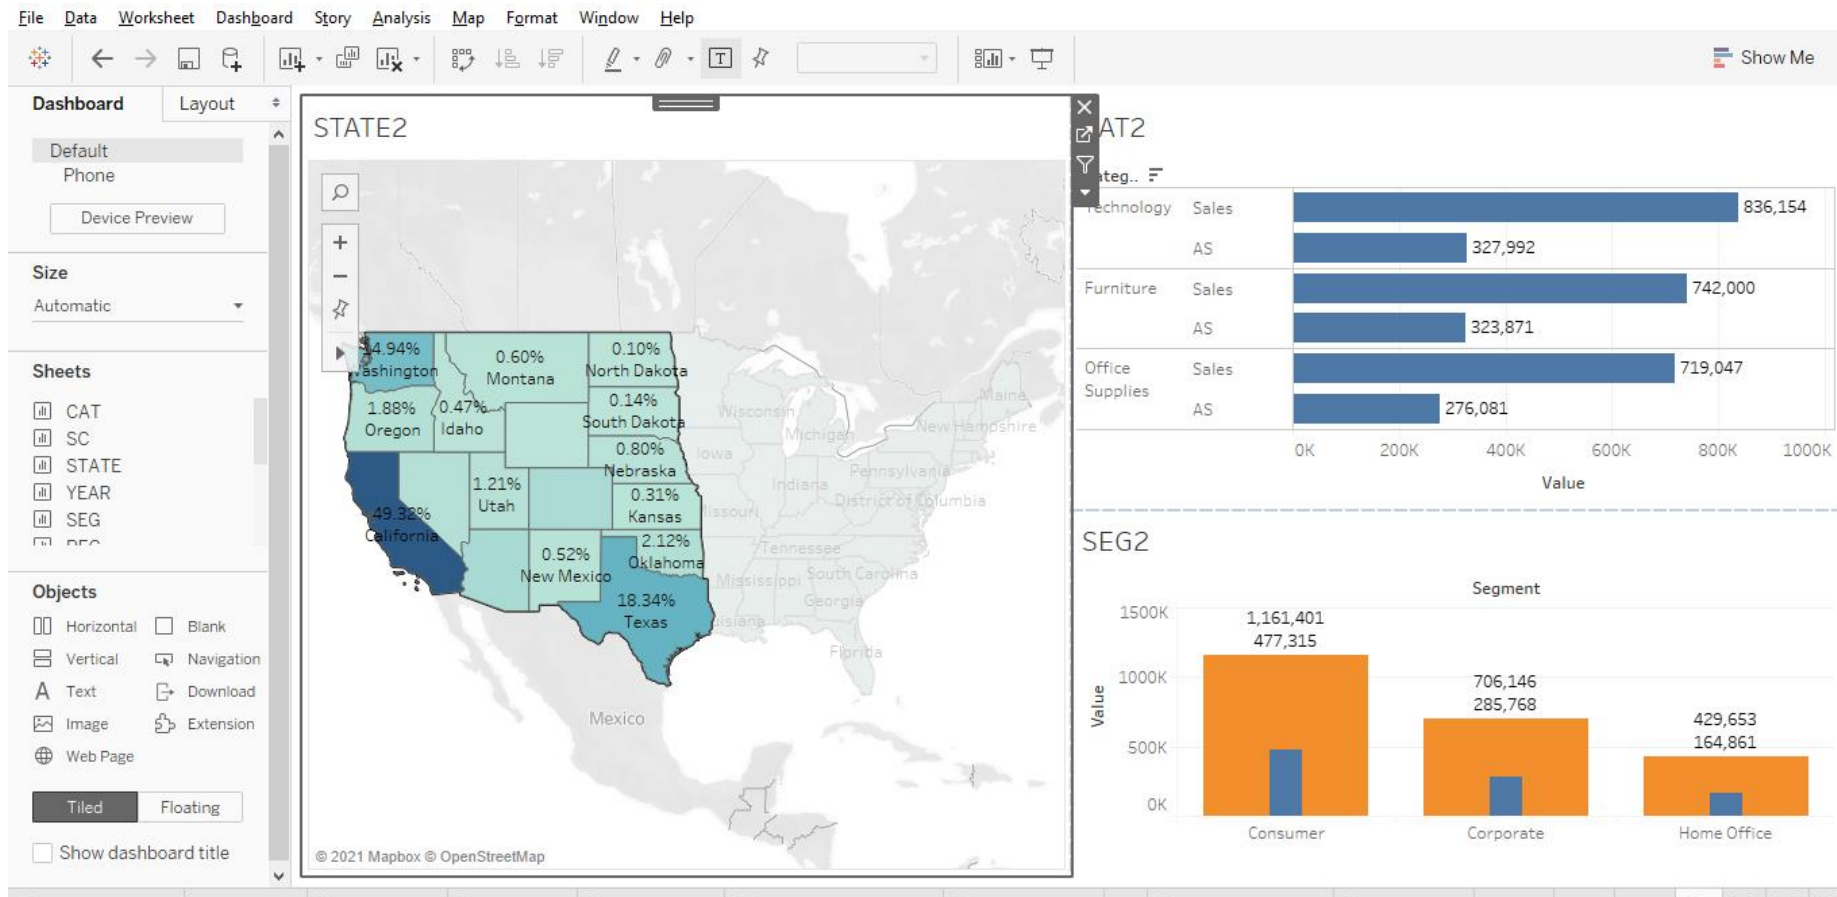 File Data Worksheet Dashboard Story Analysis Map Format Window Help
Show Me
Dashboard Layout
Default
Phone
Device Preview
Size
Automatic
Sheets
CAT
SC
STATE
YEAR
SEG
Objects
Horizontal Blank
Vertical Navigation
Text Download
Image Extension
Web Page
Tiled Floating
Show dashboard title
STATE2
4.94%
Washington
0.60%
Montana
0.10%
North Dakota
1.88%
Oregon
0.47%
Idaho
0.14%
South Dakota
0.80%
Nebraska
1.21%
Utah
0.31%
Kansas
49.32%
California
0.52%
New Mexico
2.12%
Oklahoma
18.34%
Texas
Wisconsin
Michigan
Maine
New Hampshire
Iowa
Pennsylvania
Indiana
District of Columbia
Missouri
Tennessee
Mississippi
South Carolina
Georgia
Louisiana
Florida
Mexico
© 2021 Mapbox © OpenStreetMap
AT2
ateg..
Technology Sales 836,154
AS 327,992
Furniture Sales 742,000
AS 323,871
Office Supplies Sales 719,047
AS 276,081
0K 200K 400K 600K 800K 1000K
Value
SEG2
Segment
1500K
1000K
500K
0K
Value
1,161,401
477,315
706,146
285,768
429,653
164,861
Consumer Corporate Home Office